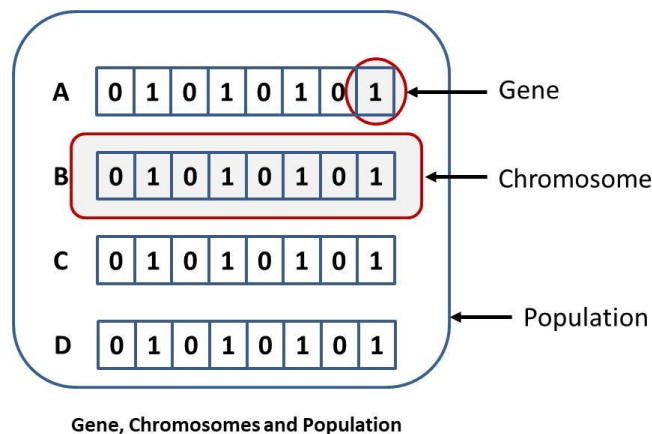 A 0 1 0 1 0 1 0 1 Gene
B 0 1 0 1 0 1 0 1 Chromosome
C 0 1 0 1 0 1 0 1
Population
D 0 1 0 1 0 1 0 1
Gene, Chromosomes and Population